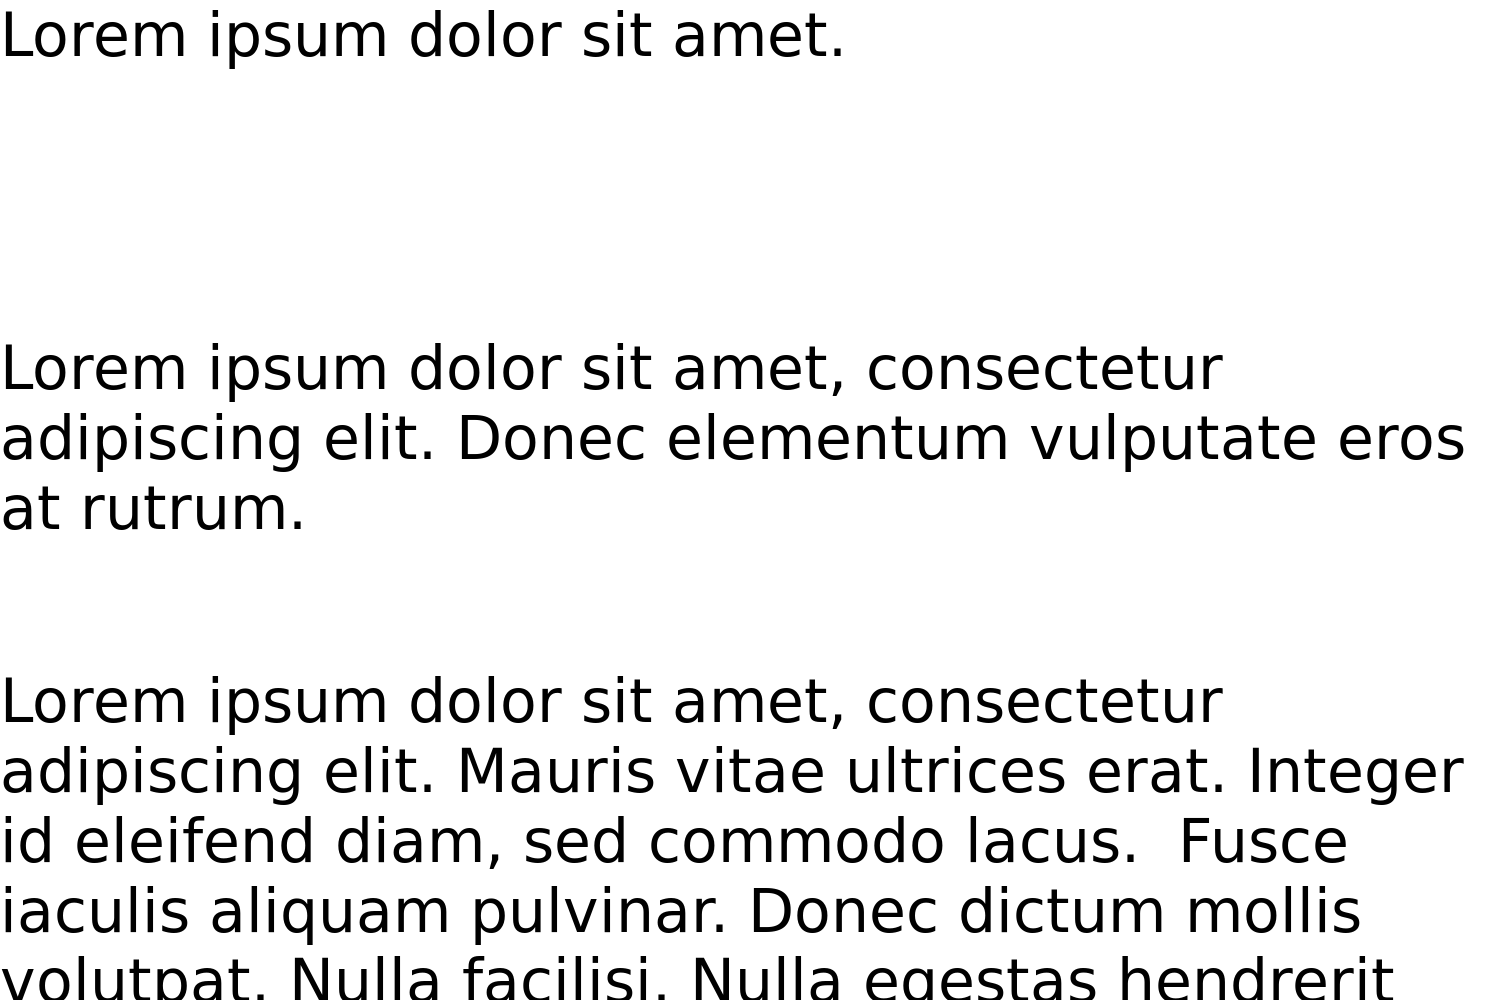 Lorem ipsum dolor sit amet.
Lorem ipsum dolor sit amet, consectetur
adipiscing elit. Donec elementum vulputate eros
at rutrum.
Lorem ipsum dolor sit amet, consectetur
adipiscing elit. Mauris vitae ultrices erat. Integer
id eleifend diam, sed commodo lacus.  Fusce
iaculis aliquam pulvinar. Donec dictum mollis
volutpat. Nulla facilisi. Nulla egestas hendrerit